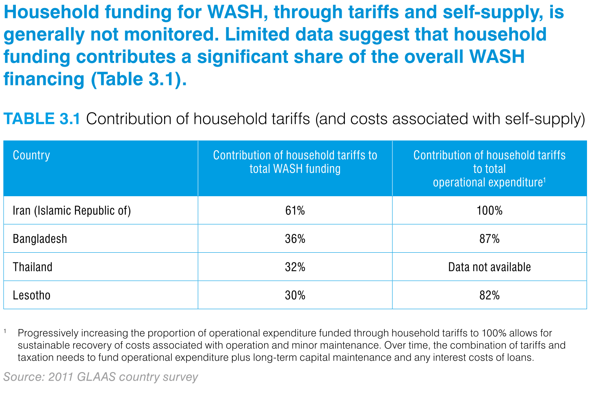 Household funding for WASH, through tariffs and self-supply, is
generally not monitored. Limited data suggest that household
funding contributes a significant share of the overall WASH
financing (Table 3.1).
TABLE 3.1 Contribution of household tariffs (and costs associated with self-supply)
Country
Contribution of household tariffs to
total WASH funding
Contribution of household tariffs
to total
operational expenditure¹
Iran (Islamic Republic of) 61% 100%
Bangladesh 36% 87%
Thailand 32% Data not available
Lesotho 30% 82%
¹ Progressively increasing the proportion of operational expenditure funded through household tariffs to 100% allows for
sustainable recovery of costs associated with operation and minor maintenance. Over time, the combination of tariffs and
taxation needs to fund operational expenditure plus long-term capital maintenance and any interest costs of loans.
Source: 2011 GLAAS country survey